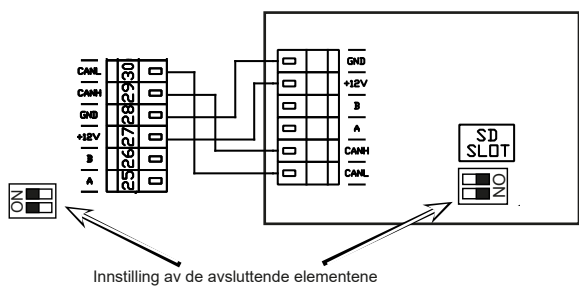 CANL 30
CANH 29
GND 28
+12V 27
B 26
A 25
ON
GND
+12V
B
A
CANH
CANL
SD
SLOT
ON
Innstilling av de avsluttende elementene